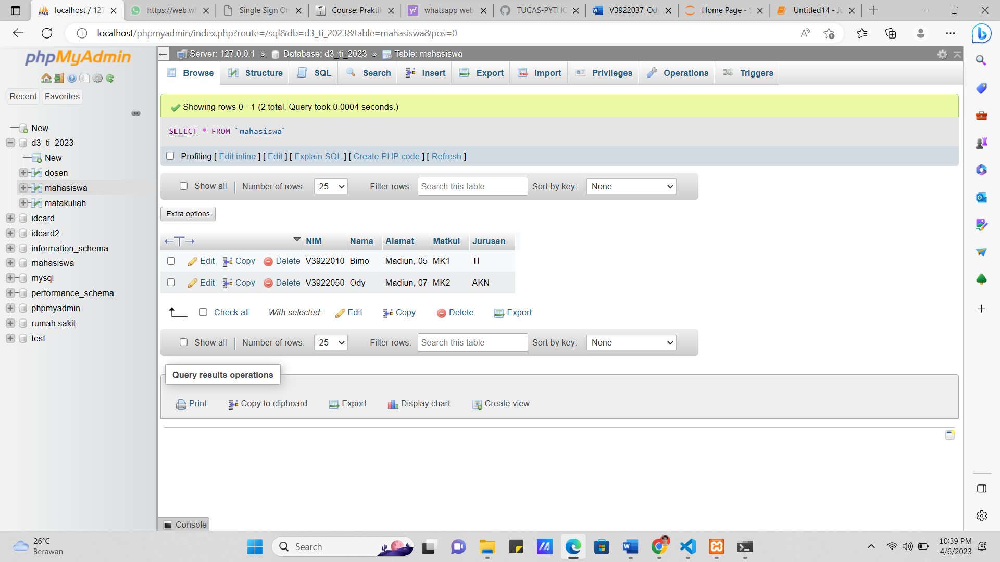 localhost / 127
https://web.wh
Single Sign On
Course: Praktik
whatsapp web
TUGAS-PYTHO
V3922037_Ody
Home Page - S
Untitled14 - Ju
localhost/phpmyadmin/index.php?route=/sql&db=d3_ti_2023&table=mahasiswa&pos=0
phpMyAdmin
Recent
Favorites
New
d3_ti_2023
New
dosen
mahasiswa
matakuliah
idcard
idcard2
information_schema
mahasiswa
mysql
performance_schema
phpmyadmin
rumah sakit
test
Server: 127.0.0.1 » Database: d3_ti_2023 » Table: mahasiswa
Browse Structure SQL Search Insert Export Import Privileges Operations Triggers
Showing rows 0 - 1 (2 total, Query took 0.0004 seconds.)
SELECT * FROM `mahasiswa`
Profiling [ Edit inline ] [ Edit ] [ Explain SQL ] [ Create PHP code ] [ Refresh ]
Show all | Number of rows: 25 Filter rows: Search this table Sort by key: None
Extra options
←T→ NIM Nama Alamat Matkul Jurusan
Edit Copy Delete V3922010 Bimo Madiun, 05 MK1 TI
Edit Copy Delete V3922050 Ody Madiun, 07 MK2 AKN
Check all With selected: Edit Copy Delete Export
Show all | Number of rows: 25 Filter rows: Search this table Sort by key: None
Query results operations
Print Copy to clipboard Export Display chart Create view
Console
26°C
Berawan
Search
10:39 PM
4/6/2023